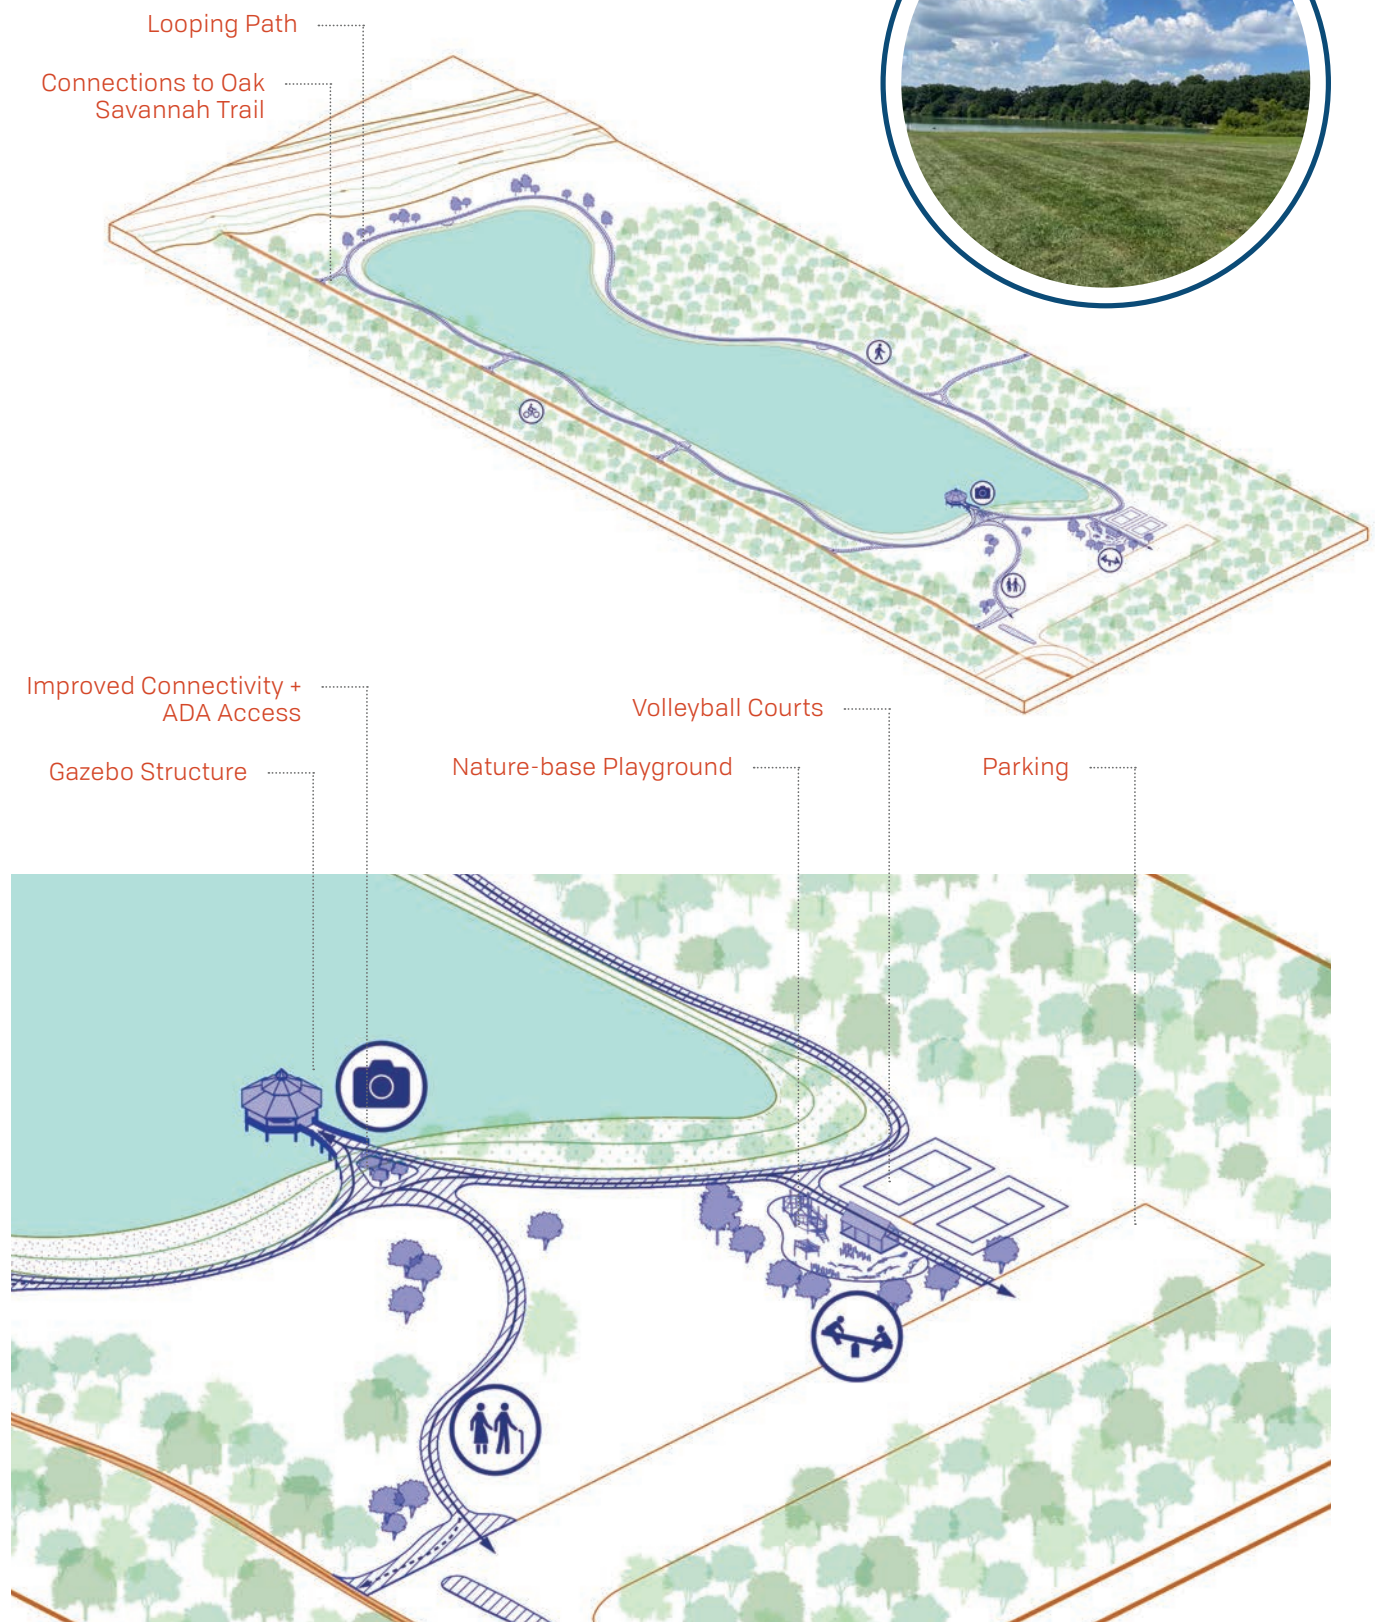 Looping Path
Connections to Oak
Savannah Trail
Improved Connectivity +
ADA Access
Volleyball Courts
Gazebo Structure
Nature-base Playground
Parking